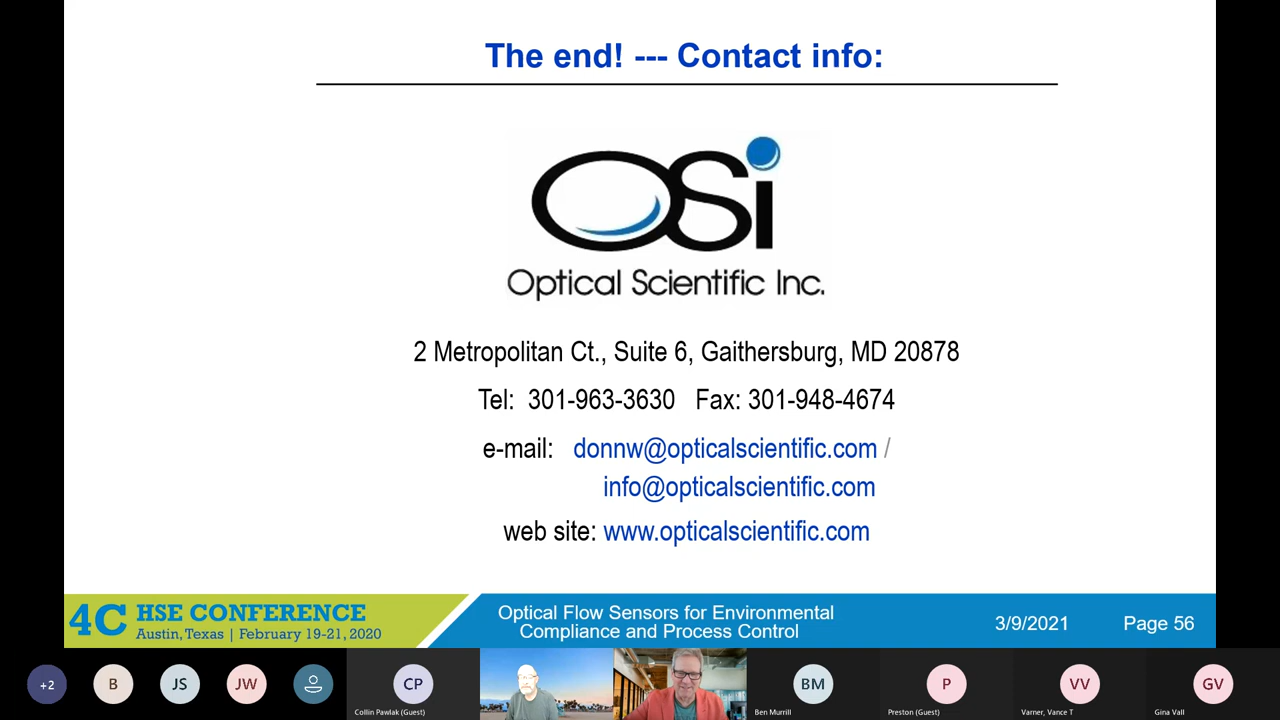 The end! --- Contact info:
OSi
Optical Scientific Inc.
2 Metropolitan Ct., Suite 6, Gaithersburg, MD 20878
Tel: 301-963-3630 Fax: 301-948-4674
e-mail: donnw@opticalscientific.com /
info@opticalscientific.com
web site: www.opticalscientific.com
4C HSE CONFERENCE
Austin, Texas | February 19-21, 2020
Optical Flow Sensors for Environmental
Compliance and Process Control
3/9/2021
Page 56
+2
B
JS
JW
CP
BM
P
VV
GV
Collin Pawlak (Guest)
Ben Murrill
Preston (Guest)
Varner, Vance T
Gina Vall